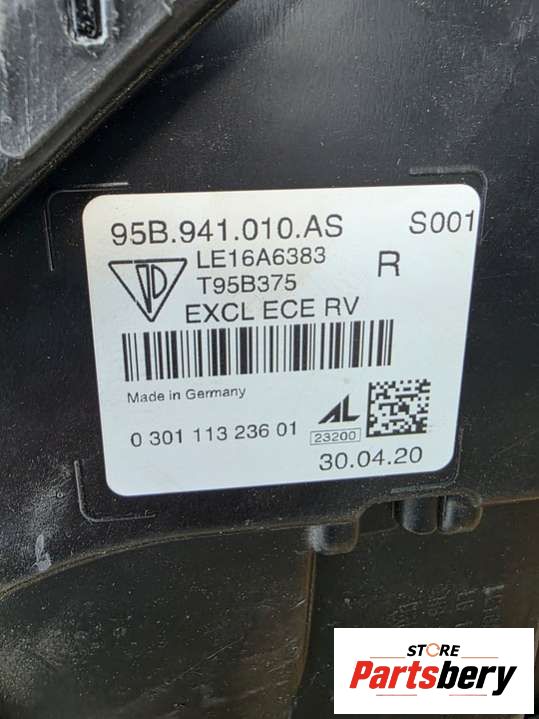 95B.941.010.AS S001
LE16A6383
T95B375 R
EXCL ECE RV
Made in Germany
0 301 113 236 01
AL
23200
30.04.20
STORE
Partsbery